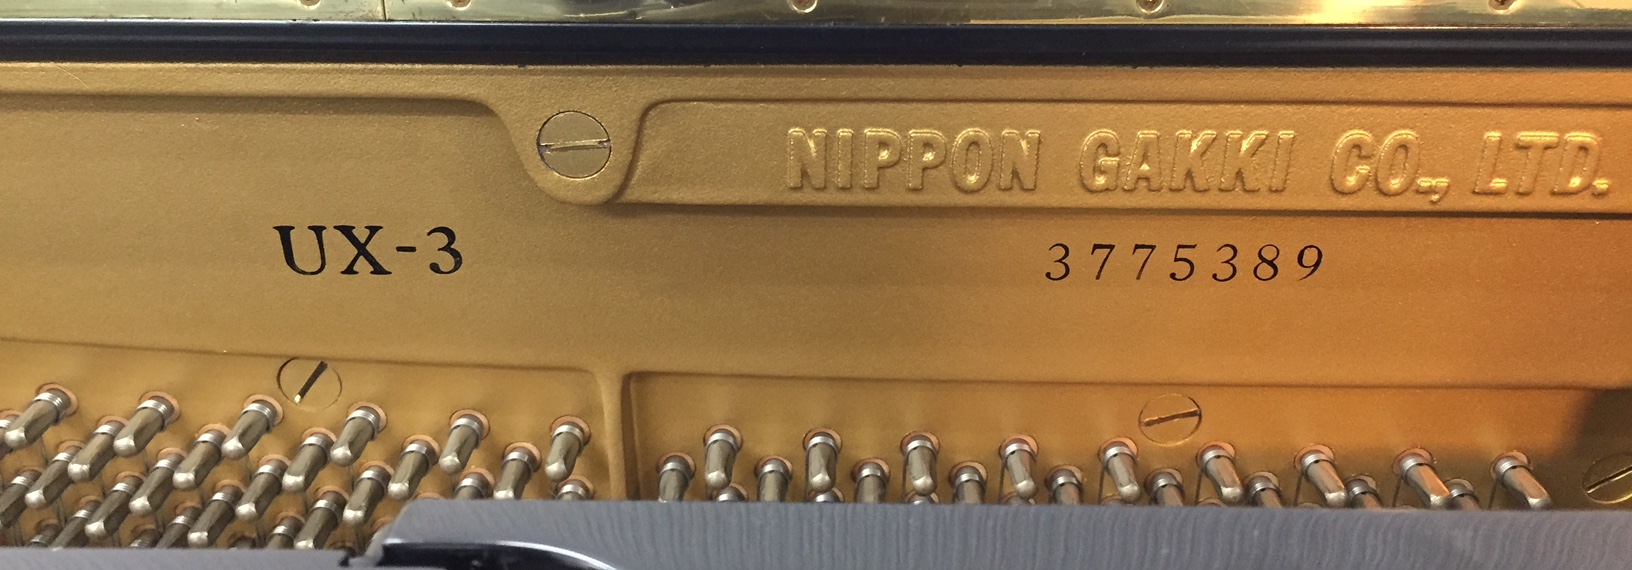 NIPPON GAKKI CO., LTD.
UX-3
3775389